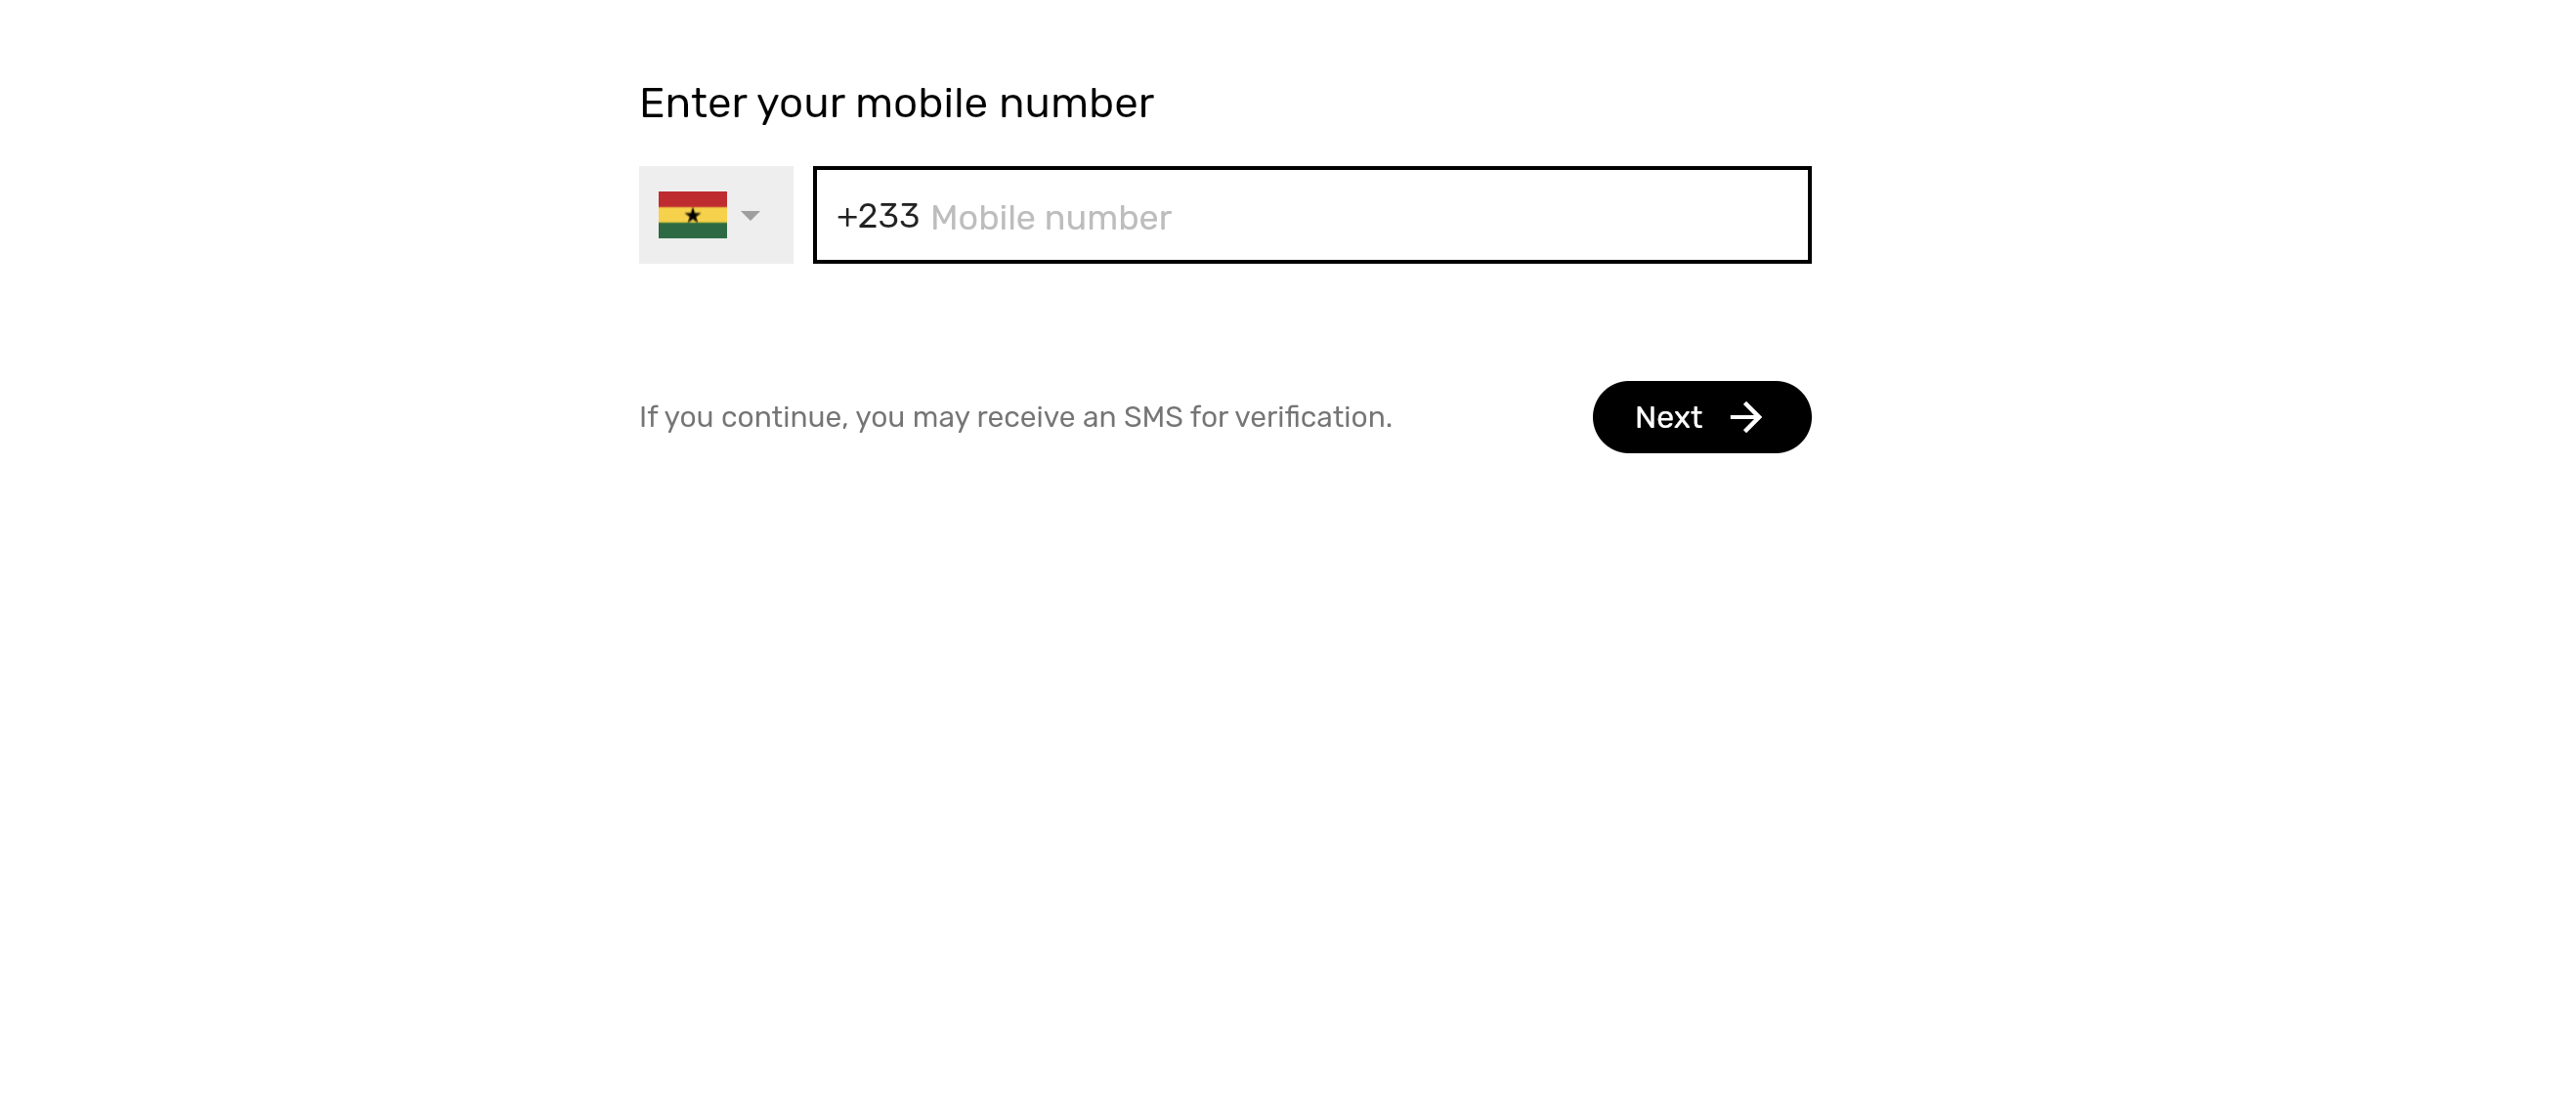 Enter your mobile number
+233 Mobile number
If you continue, you may receive an SMS for verification.
Next